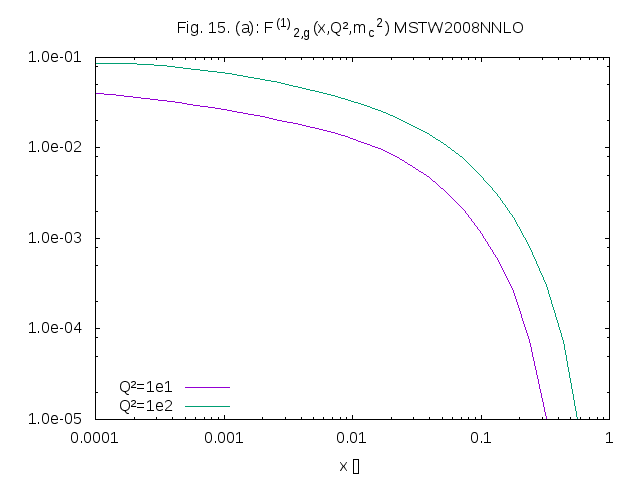 Fig. 15. (a): F⁽¹⁾₂,g(x,Q²,mc²) MSTW2008NNLO
1.0e-01
1.0e-02
1.0e-03
1.0e-04
1.0e-05
Q²=1e1
Q²=1e2
0.0001 0.001 0.01 0.1 1
x []